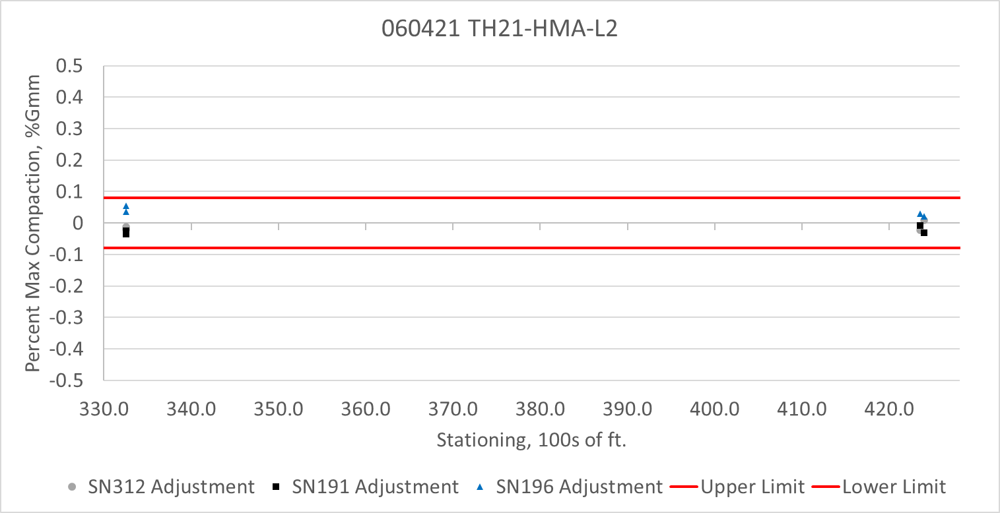 060421 TH21-HMA-L2
Percent Max Compaction, %Gmm
0.5
0.4
0.3
0.2
0.1
0
-0.1
-0.2
-0.3
-0.4
-0.5
330.0 340.0 350.0 360.0 370.0 380.0 390.0 400.0 410.0 420.0
Stationing, 100s of ft.
SN312 Adjustment SN191 Adjustment SN196 Adjustment Upper Limit Lower Limit